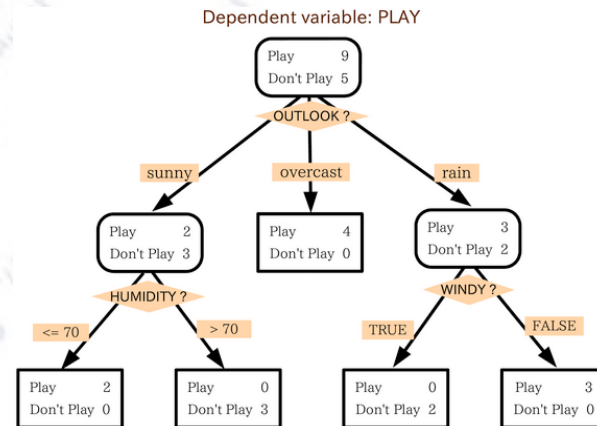 Dependent variable: PLAY
Play 9
Don't Play 5
OUTLOOK ?
sunny
overcast
rain
Play 2
Don't Play 3
Play 4
Don't Play 0
Play 3
Don't Play 2
HUMIDITY ?
WINDY ?
<= 70
> 70
TRUE
FALSE
Play 2
Don't Play 0
Play 0
Don't Play 3
Play 0
Don't Play 2
Play 3
Don't Play 0